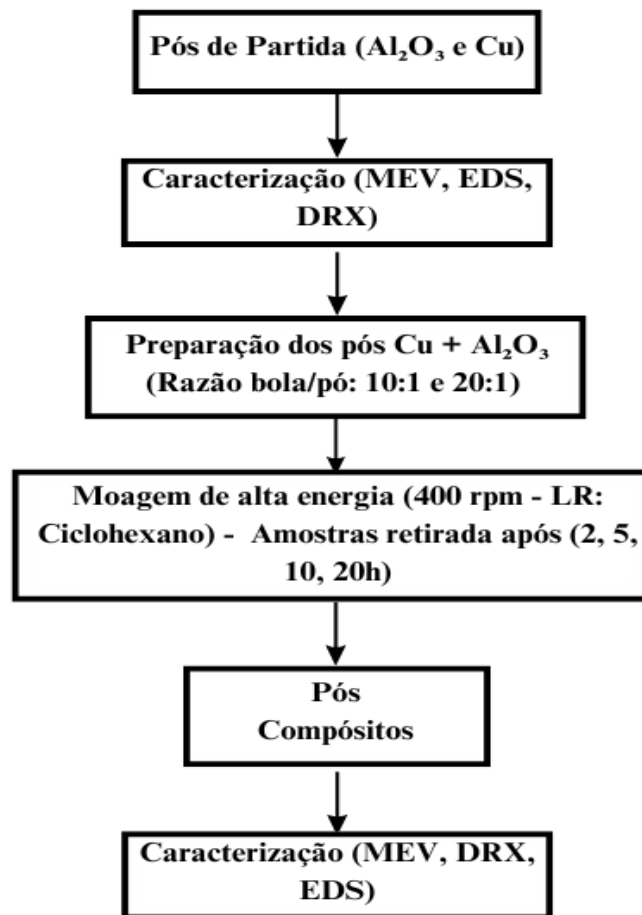 Pós de Partida (Al₂O₃ e Cu)
Caracterização (MEV, EDS,
DRX)
Preparação dos pós Cu + Al₂O₃
(Razão bola/pó: 10:1 e 20:1)
Moagem de alta energia (400 rpm - LR:
Ciclohexano) - Amostras retirada após (2, 5,
10, 20h)
Pós
Compósitos
Caracterização (MEV, DRX,
EDS)